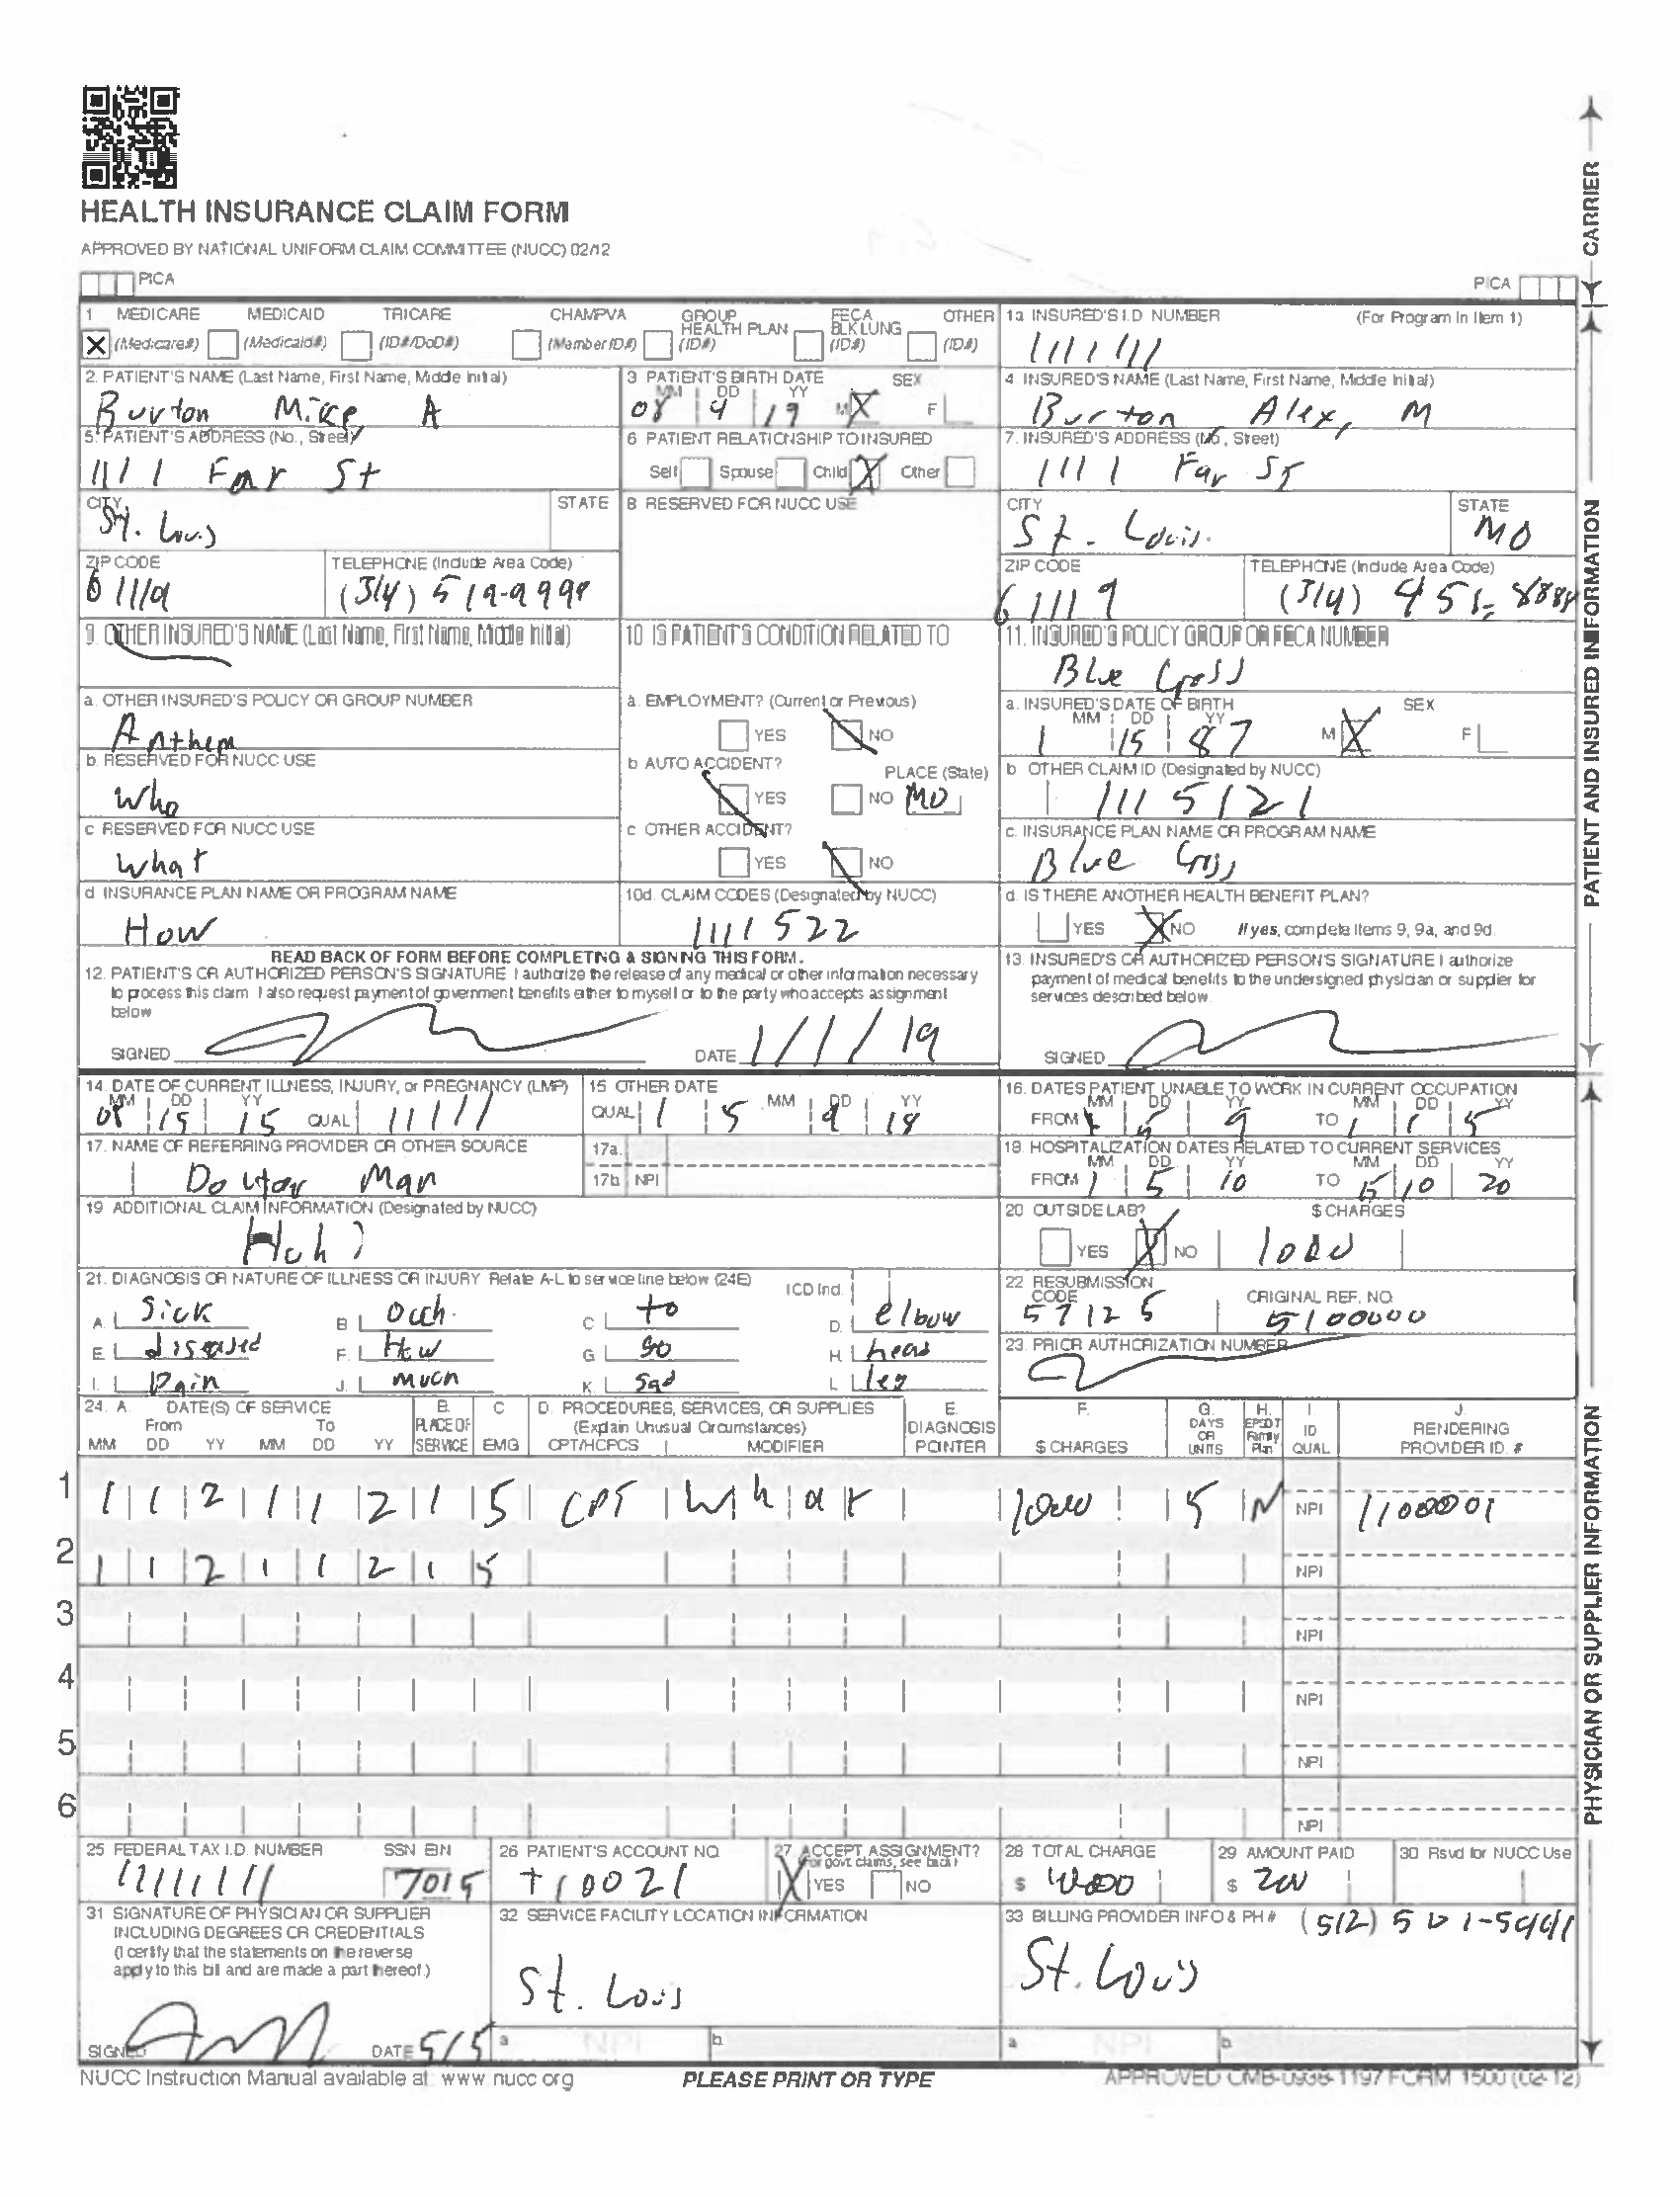 HEALTH INSURANCE CLAIM FORM
APPROVED BY NATIONAL UNIFORM CLAIM COMMITTEE (NUCC) 02/12
PICA PICA
CARRIER
1 MEDICARE MEDICAID TRICARE CHAMPVA GROUP HEALTH PLAN FECA BLK LUNG OTHER
X (Medicare#) (Medicaid#) (ID#/DoD#) (Member ID#) (ID#) (ID#) (ID#)
1a INSURED'S I.D NUMBER (For Program In Item 1)
1111111
2. PATIENT'S NAME (Last Name, First Name, Middle Initial)
Burton Mike, A
3 PATIENT'S BIRTH DATE SEX
MM DD YY
08 9 19 M X F
4. INSURED'S NAME (Last Name, First Name, Middle Initial)
Burton, Alex, M
5. PATIENT'S ADDRESS (No., Street)
1111 Far St
6 PATIENT RELATIONSHIP TO INSURED
Self Spouse Child X Other
7. INSURED'S ADDRESS (No., Street)
1111 Far St
CITY STATE
St. Louis
8 RESERVED FOR NUCC USE
CITY STATE
St. Louis. MO
ZIP CODE TELEPHONE (Include Area Code)
61119 (314) 519-9999
ZIP CODE TELEPHONE (Include Area Code)
61119 (314) 451-8888
9. OTHER INSURED'S NAME (Last Name, First Name, Middle Initial)
10 IS PATIENT'S CONDITION RELATED TO
11. INSURED'S POLICY GROUP OR FECA NUMBER
Blue Cross
a. OTHER INSURED'S POLICY OR GROUP NUMBER
Anthem
a. EMPLOYMENT? (Current or Previous)
YES NO
a. INSURED'S DATE OF BIRTH SEX
MM DD YY
1 15 87 M X F
b. RESERVED FOR NUCC USE
Who
b AUTO ACCIDENT? PLACE (State)
YES NO MO
b OTHER CLAIM ID (Designated by NUCC)
1115121
c RESERVED FOR NUCC USE
what
c OTHER ACCIDENT?
YES NO
c. INSURANCE PLAN NAME OR PROGRAM NAME
Blue Cross
d INSURANCE PLAN NAME OR PROGRAM NAME
How
10d. CLAIM CODES (Designated by NUCC)
1111522
d. IS THERE ANOTHER HEALTH BENEFIT PLAN?
YES X NO If yes, complete items 9, 9a, and 9d.
READ BACK OF FORM BEFORE COMPLETING & SIGNING THIS FORM.
12. PATIENT'S OR AUTHORIZED PERSON'S SIGNATURE I authorize the release of any medical or other information necessary
to process this claim I also request payment of government benefits either to myself or to the party who accepts assignment
below
SIGNED DATE 1/1/19
13. INSURED'S OR AUTHORIZED PERSON'S SIGNATURE I authorize
payment of medical benefits to the undersigned physician or supplier for
services described below.
SIGNED
PATIENT AND INSURED INFORMATION
14. DATE OF CURRENT ILLNESS, INJURY, or PREGNANCY (LMP)
MM DD YY
08 15 15 QUAL 11111
15 OTHER DATE
QUAL 1 5 MM 9 DD 18 YY
16. DATES PATIENT UNABLE TO WORK IN CURRENT OCCUPATION
MM DD YY MM DD YY
FROM 5 9 TO 1 1 5
17. NAME OF REFERRING PROVIDER OR OTHER SOURCE
Doctor Man
17a.
17b NPI
18. HOSPITALIZATION DATES RELATED TO CURRENT SERVICES
MM DD YY MM DD YY
FROM 1 5 10 TO 5 10 20
19 ADDITIONAL CLAIM INFORMATION (Designated by NUCC)
Huh?
20 OUTSIDE LAB? $ CHARGES
YES X NO 1000
21. DIAGNOSIS OR NATURE OF ILLNESS OR INJURY Relate A-L to service line below (24E) ICD Ind.
A. Sick B Ouch. C to D. elbow
E diseased F. How G so H. head
I. Pain J. much K. sad L leg
22 RESUBMISSION CODE ORIGINAL REF. NO.
57125 5100000
23. PRIOR AUTHORIZATION NUMBER
24. A. DATE(S) OF SERVICE B. PLACE OF SERVICE C EMG D. PROCEDURES, SERVICES, OR SUPPLIES E. DIAGNOSIS POINTER F. $ CHARGES G. DAYS OR UNITS H. EPSDT Family Plan I ID QUAL J. RENDERING PROVIDER ID. #
From To (Explain Unusual Circumstances)
MM DD YY MM DD YY CPT/HCPCS MODIFIER
1 1 1 2 1 1 2 1 5 CPT W h a t 1000 5 N NPI 1100001
2 1 1 2 1 1 2 1 5 NPI
3 NPI
4 NPI
5 NPI
6 NPI
PHYSICIAN OR SUPPLIER INFORMATION
25 FEDERAL TAX I.D. NUMBER SSN EIN
11111111 7015
26 PATIENT'S ACCOUNT NO.
710021
27. ACCEPT ASSIGNMENT?
(For govt. claims, see back)
X YES NO
28 TOTAL CHARGE
$
29 AMOUNT PAID
$ 200
30 Rsvd for NUCC Use
31 SIGNATURE OF PHYSICIAN OR SUPPLIER
INCLUDING DEGREES OR CREDENTIALS
(I certify that the statements on the reverse
apply to this bill and are made a part thereof.)
SIGNED DATE 5/5
32 SERVICE FACILITY LOCATION INFORMATION
St. Louis
a NPI b
33 BILLING PROVIDER INFO & PH # (512) 501-5441
St. Louis
a NPI b
NUCC Instruction Manual available at www nucc org
PLEASE PRINT OR TYPE
APPROVED OMB-0938-1197 FORM 1500 (02-12)